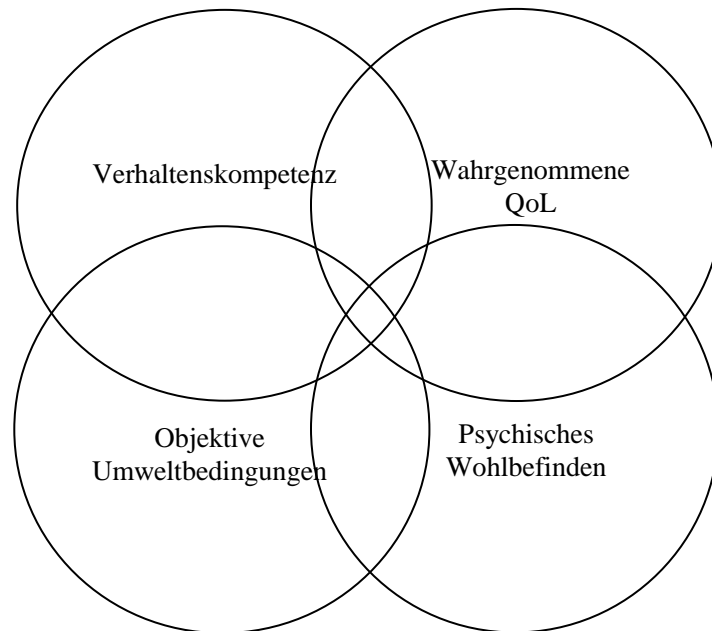 Verhaltenskompetenz
Wahrgenommene
QoL
Objektive
Umweltbedingungen
Psychisches
Wohlbefinden